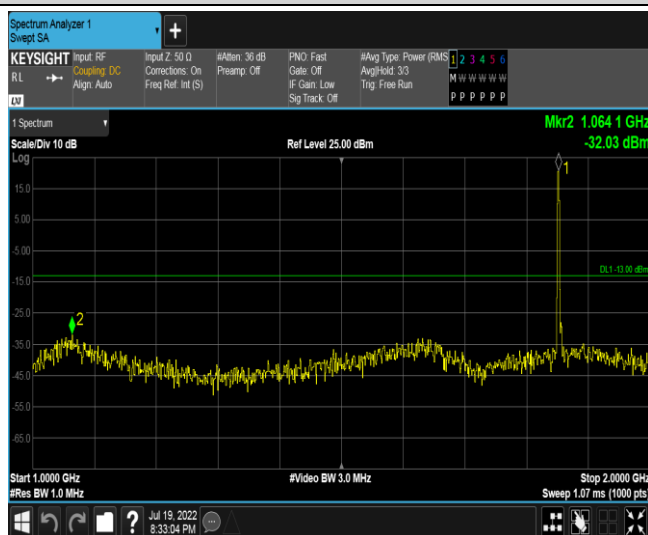 Spectrum Analyzer 1
Swept SA
+
KEYSIGHT Input: RF Input Z: 50 Ω #Atten: 36 dB PNO: Fast #Avg Type: Power (RMS 1 2 3 4 5 6
RL Coupling: DC Corrections: On Preamp: Off Gate: Off Avg|Hold: 3/3 M W W W W W
Align: Auto Freq Ref: Int (S) IF Gain: Low Trig: Free Run
Sig Track: Off P P P P P P
LXI
1 Spectrum Mkr2 1.064 1 GHz
Scale/Div 10 dB Ref Level 25.00 dBm -32.03 dBm
Log
1
15.0
5.00
-5.00
DL1 -13.00 dBm
-15.0
-25.0
2
-35.0
-45.0
-55.0
-65.0
Start 1.0000 GHz #Video BW 3.0 MHz Stop 2.0000 GHz
#Res BW 1.0 MHz Sweep 1.07 ms (1000 pts)
? Jul 19, 2022
8:33:04 PM